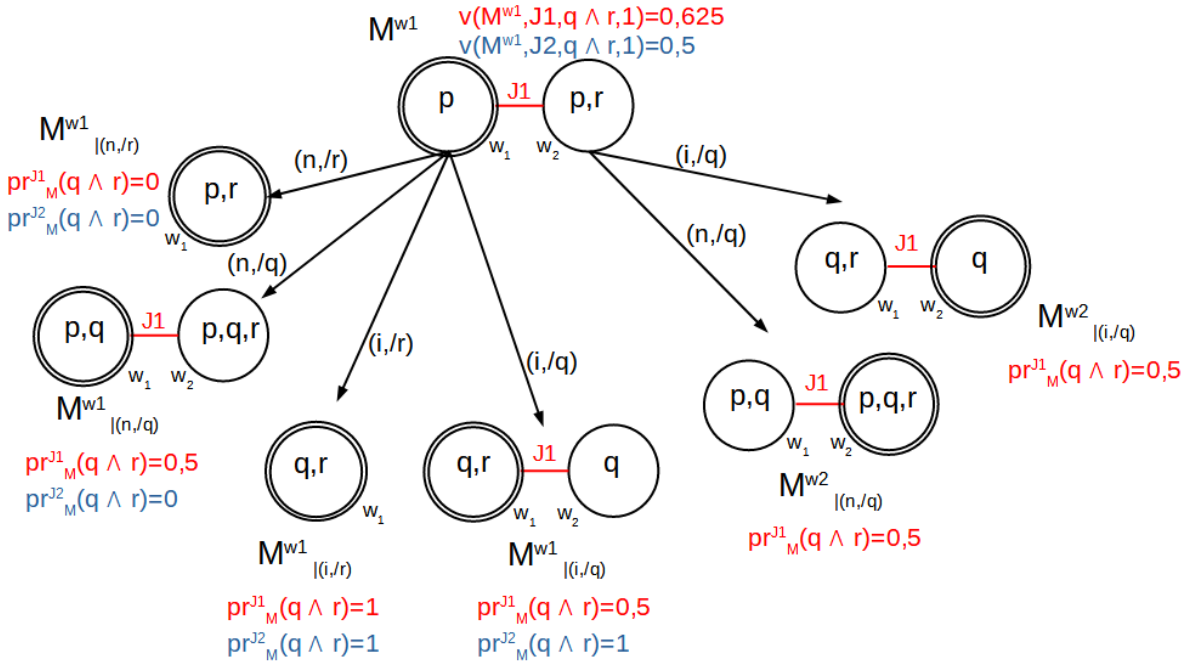 v(M^w1,J1,q ∧ r,1)=0,625
M^w1
v(M^w1,J2,q ∧ r,1)=0,5
p J1 p,r
w₁ w₂
M^w1 |(n,/r)
pr^J1_M(q ∧ r)=0
pr^J2_M(q ∧ r)=0
(n,/r)
(i,/q)
p,r
w₁
(n,/q)
(n,/q)
q,r J1 q
w₁ w₂
M^w2 |(i,/q)
pr^J1_M(q ∧ r)=0,5
p,q J1 p,q,r
w₁ w₂
M^w1 |(n,/q)
pr^J1_M(q ∧ r)=0,5
pr^J2_M(q ∧ r)=0
(i,/r)
(i,/q)
p,q J1 p,q,r
w₁ w₂
M^w2 |(n,/q)
pr^J1_M(q ∧ r)=0,5
q,r
w₁
M^w1 |(i,/r)
pr^J1_M(q ∧ r)=1
pr^J2_M(q ∧ r)=1
q,r J1 q
w₁ w₂
M^w1 |(i,/q)
pr^J1_M(q ∧ r)=0,5
pr^J2_M(q ∧ r)=1